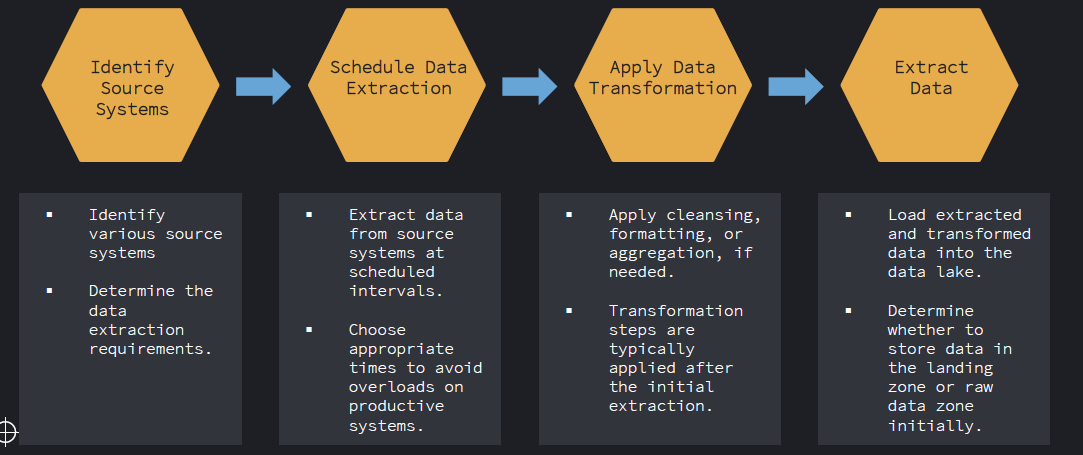 Identify
Source
Systems
Schedule Data
Extraction
Apply Data
Transformation
Extract
Data
▪ Identify
various source
systems
▪ Determine the
data
extraction
requirements.
▪ Extract data
from source
systems at
scheduled
intervals.
▪ Choose
appropriate
times to avoid
overloads on
productive
systems.
▪ Apply cleansing,
formatting, or
aggregation, if
needed.
▪ Transformation
steps are
typically
applied after
the initial
extraction.
▪ Load extracted
and transformed
data into the
data lake.
▪ Determine
whether to
store data in
the landing
zone or raw
data zone
initially.